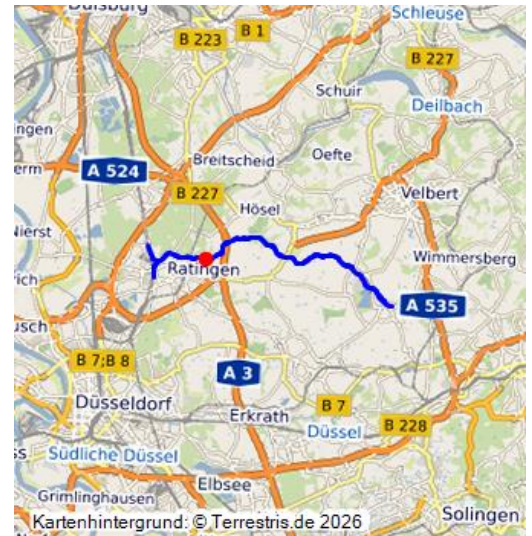 Duisburg
B 223
B 1
Schleuse
B 227
Schuir
Deilbach
ingen
Breitscheid
Oefte
erm
A 524
B 227
Velbert
Hösel
Nierst
Wimmersberg
Ratingen
rich
A 535
usch
B 7;B 8
A 3
Düsseldorf
B 7
Erkrath
Düssel
B 228
ss
Südliche Düssel
Elbsee
Grimlinghausen
Solingen
Kartenhintergrund: © Terrestris.de 2026